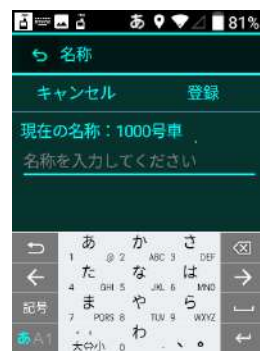 あ 81%
名称
キャンセル 登録
現在の名称：1000号車
名称を入力してください
あ か さ
1 @ 2 ABC 3 DEF
た な は
4 GHI 5 JKL 6 MNO
ま や ら
記号 7 PQRS 8 TUV 9 WXYZ
わ 、。
あA1 大⇔小 0